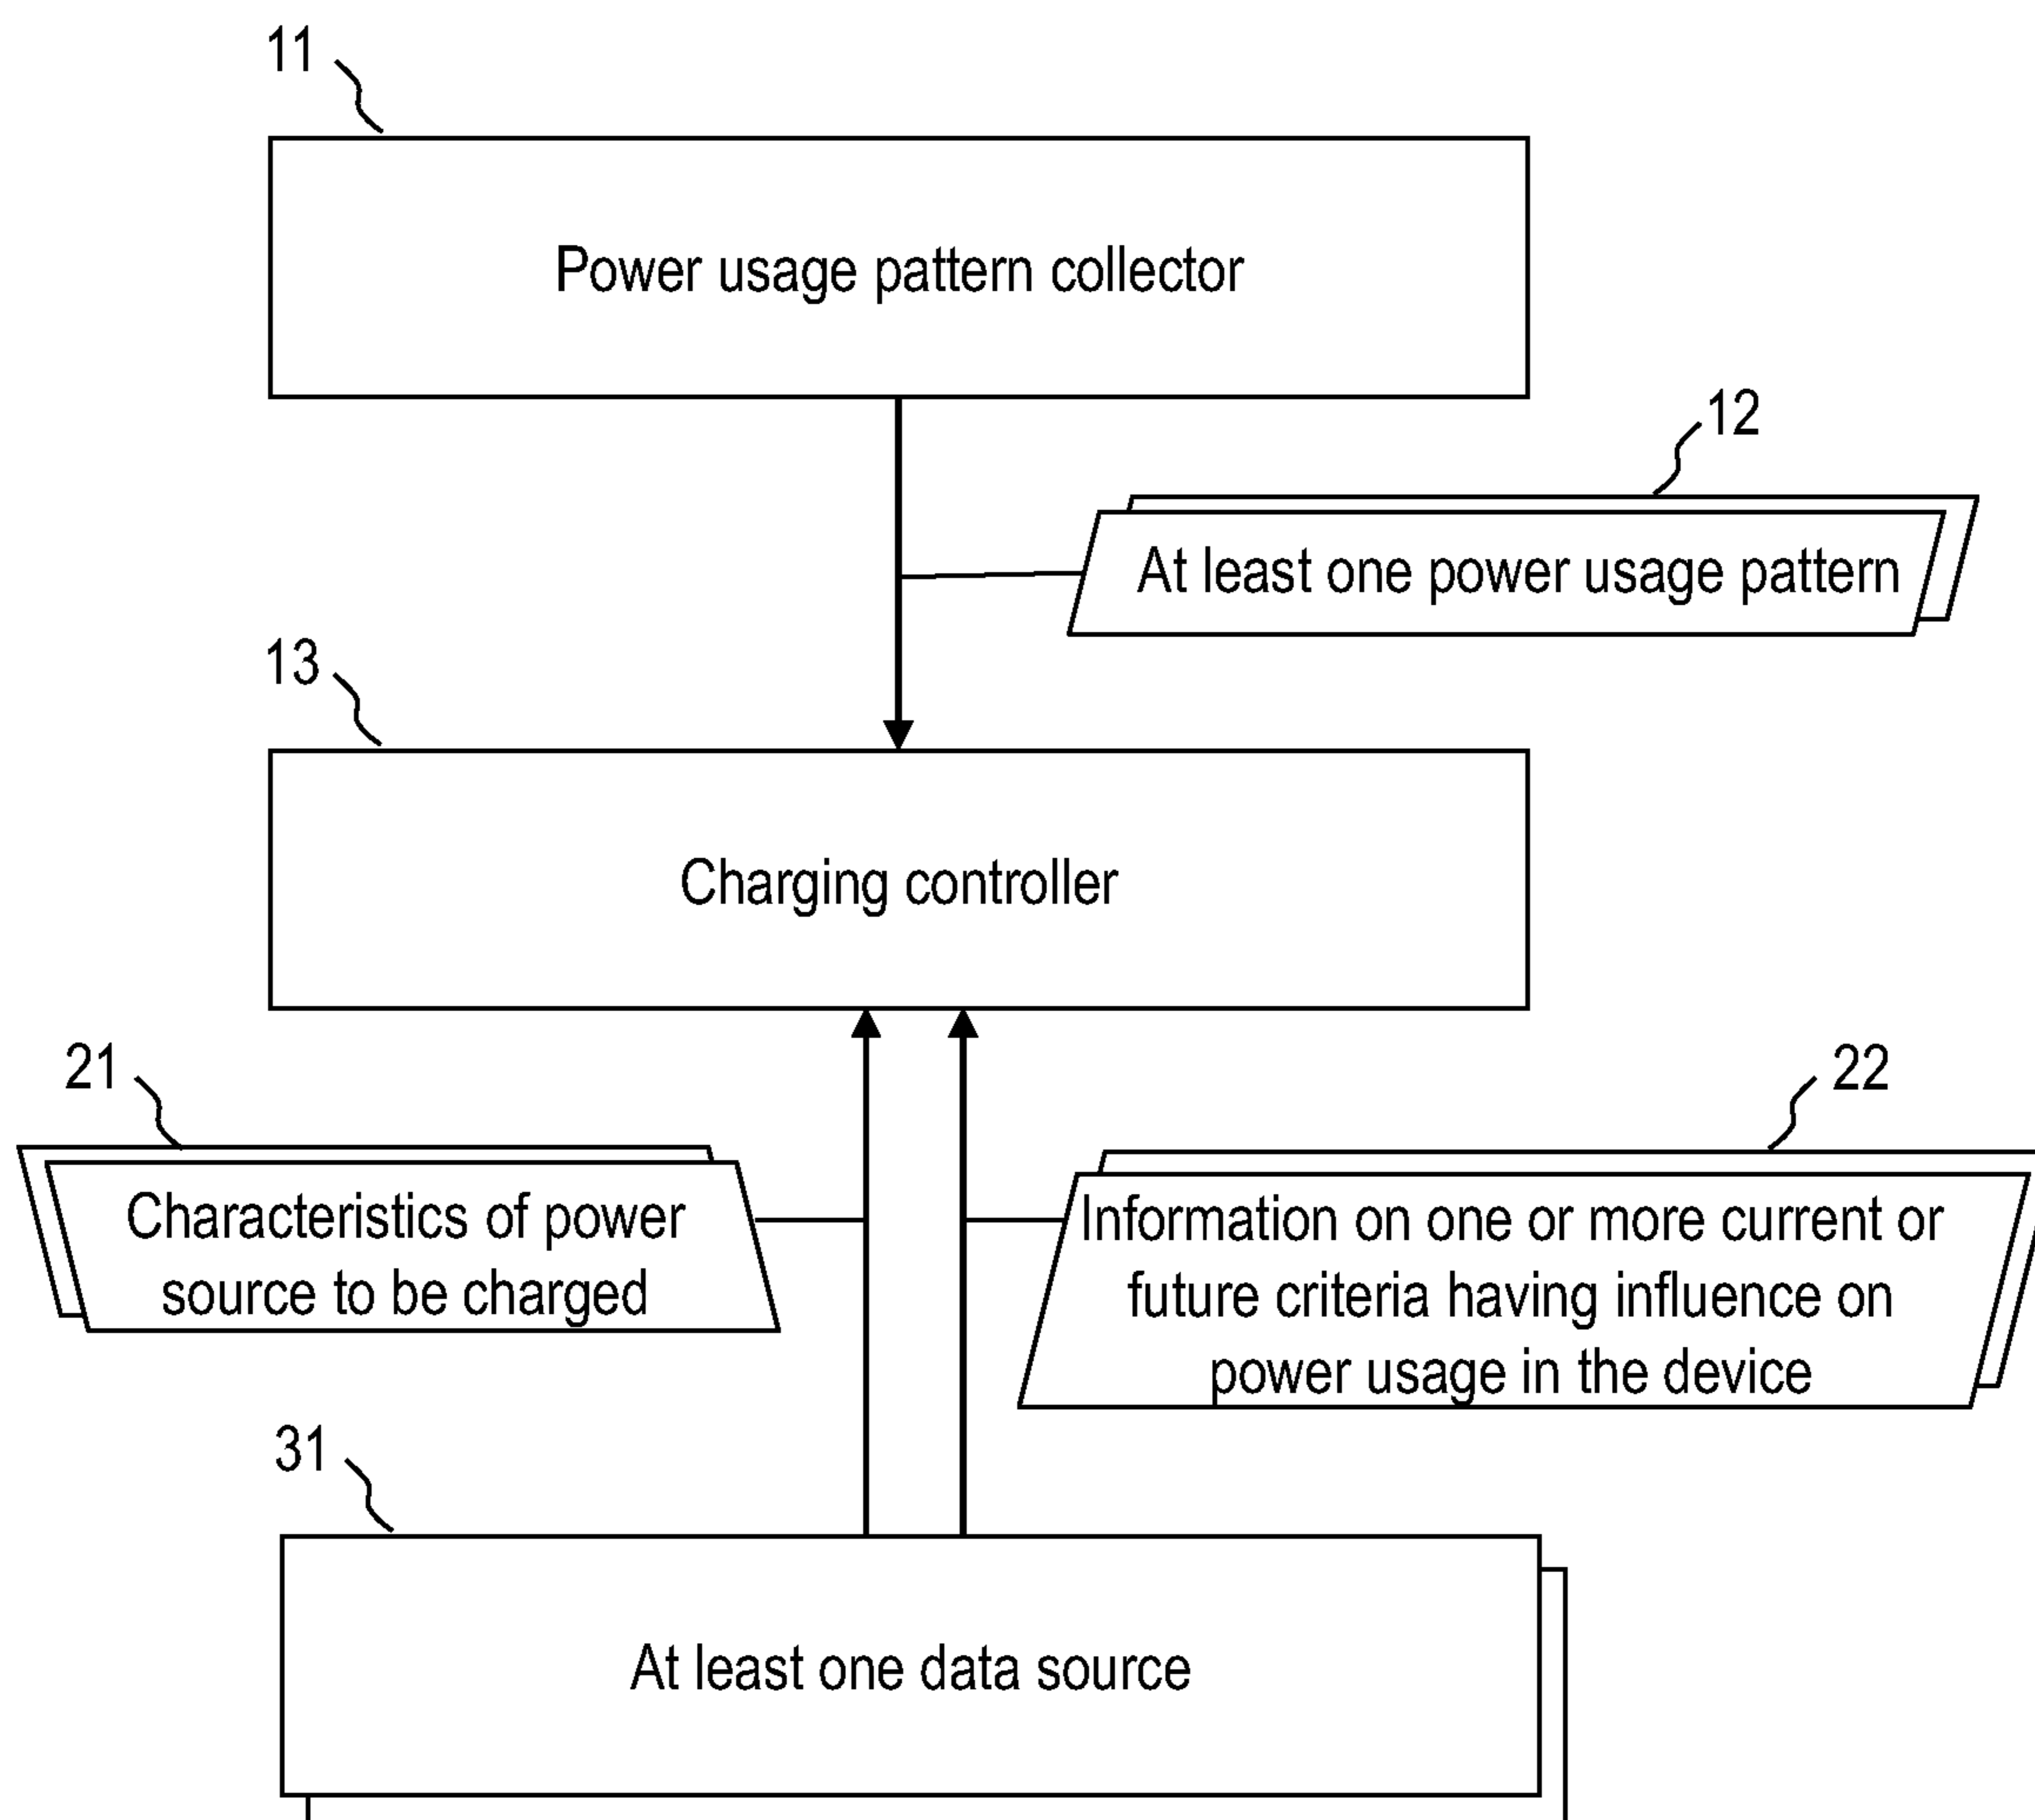 11
Power usage pattern collector
12
At least one power usage pattern
13
Charging controller
21
22
Characteristics of power
source to be charged
Information on one or more current or
future criteria having influence on
power usage in the device
31
At least one data source